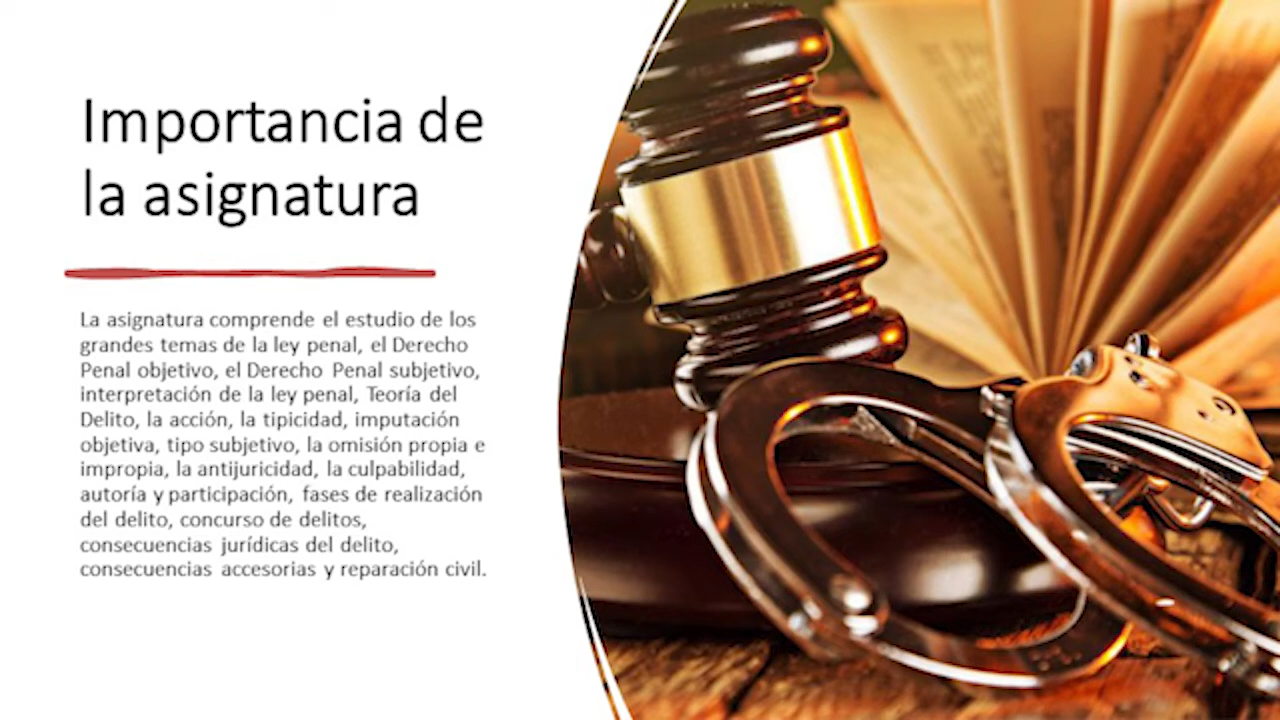 Importancia de
la asignatura
La asignatura comprende el estudio de los
grandes temas de la ley penal, el Derecho
Penal objetivo, el Derecho Penal subjetivo,
interpretación de la ley penal, Teoría del
Delito, la acción, la tipicidad, imputación
objetiva, tipo subjetivo, la omisión propia e
impropia, la antijuricidad, la culpabilidad,
autoría y participación, fases de realización
del delito, concurso de delitos,
consecuencias jurídicas del delito,
consecuencias accesorias y reparación civil.